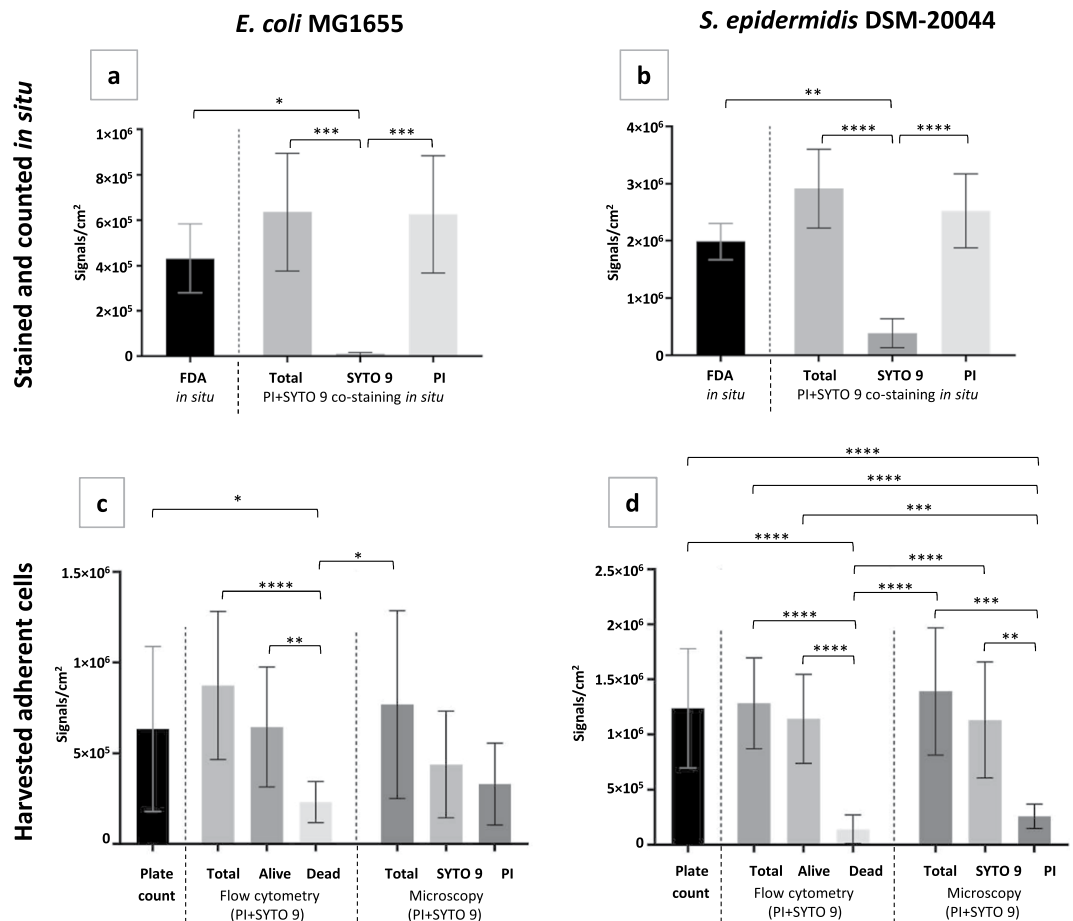 E. coli MG1655
S. epidermidis DSM-20044
Stained and counted in situ
a
*
***
***
1×10⁶
8×10⁵
6×10⁵
4×10⁵
2×10⁵
0
Signals/cm²
FDA
in situ
Total SYTO 9 PI
PI+SYTO 9 co-staining in situ
b
**
****
****
4×10⁶
3×10⁶
2×10⁶
1×10⁶
0
Signals/cm²
FDA
in situ
Total SYTO 9 PI
PI+SYTO 9 co-staining in situ
Harvested adherent cells
c
*
*
****
**
1.5×10⁶
1×10⁶
5×10⁵
0
Signals/cm²
Plate
count
Total Alive Dead
Flow cytometry
(PI+SYTO 9)
Total SYTO 9 PI
Microscopy
(PI+SYTO 9)
d
****
****
***
****
****
****
***
****
**
****
2.5×10⁶
2×10⁶
1.5×10⁶
1×10⁶
5×10⁵
0
Signals/cm²
Plate
count
Total Alive Dead
Flow cytometry
(PI+SYTO 9)
Total SYTO 9 PI
Microscopy
(PI+SYTO 9)